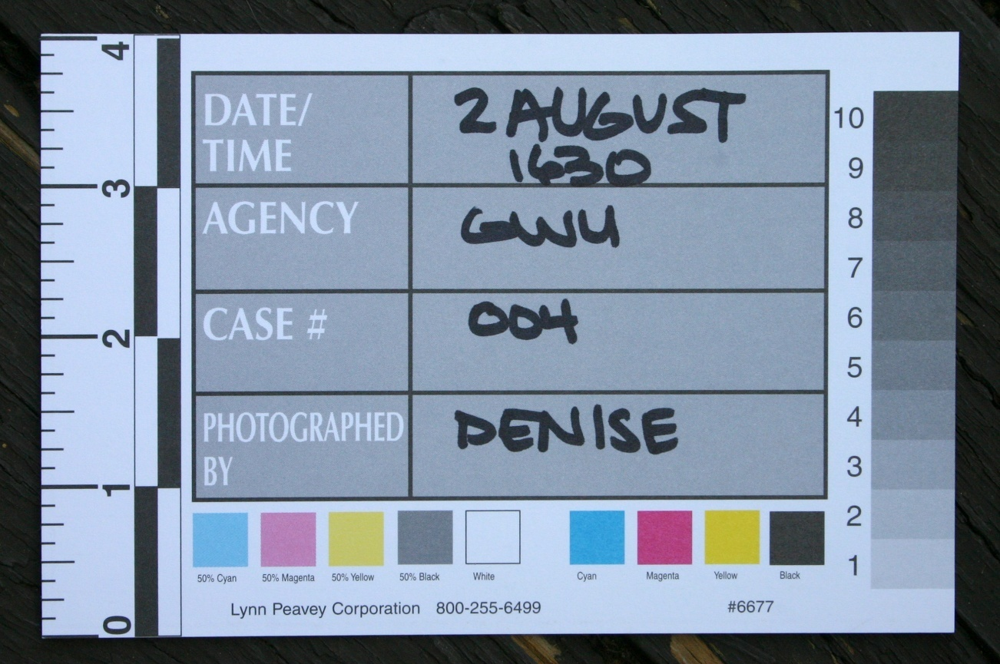 4
3
2
1
0
DATE/
TIME
2 AUGUST
1630
AGENCY
GWU
CASE #
004
PHOTOGRAPHED
BY
DENISE
10
9
8
7
6
5
4
3
2
1
50% Cyan 50% Magenta 50% Yellow 50% Black White Cyan Magenta Yellow Black
Lynn Peavey Corporation 800-255-6499 #6677